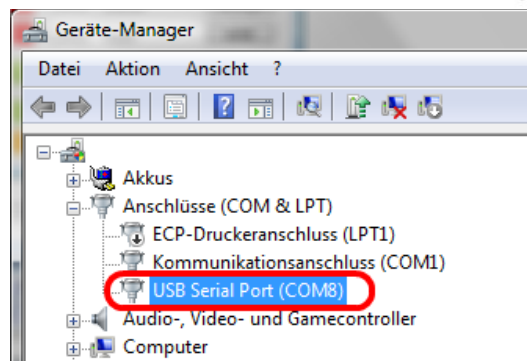 Geräte-Manager
Datei Aktion Ansicht ?
Akkus
Anschlüsse (COM & LPT)
ECP-Druckeranschluss (LPT1)
Kommunikationsanschluss (COM1)
USB Serial Port (COM8)
Audio-, Video- und Gamecontroller
Computer